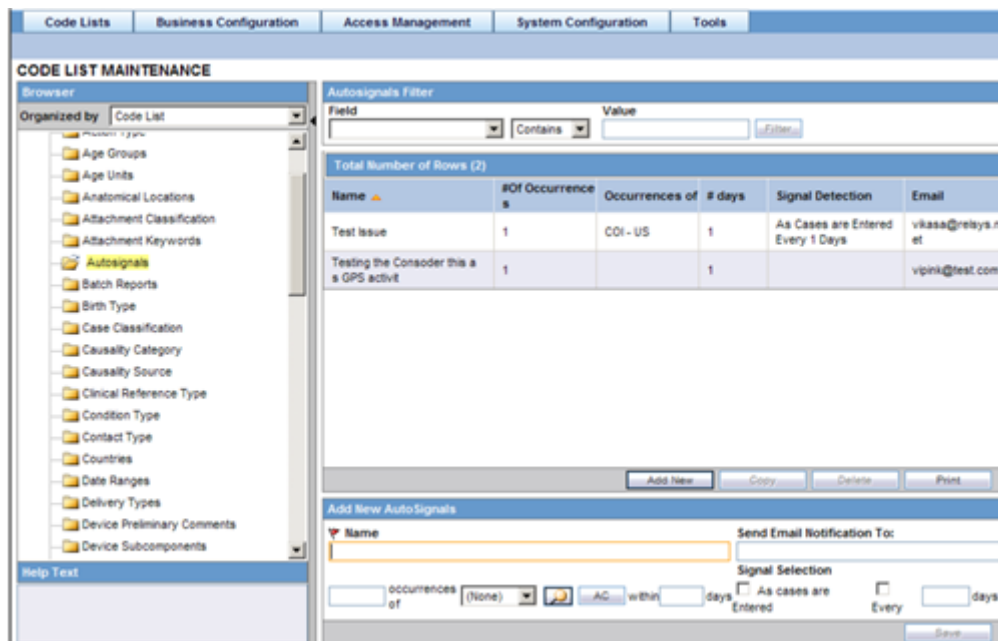 Code Lists Business Configuration Access Management System Configuration Tools
CODE LIST MAINTENANCE
Browser
Organized by Code List
Action Type
Age Groups
Age Units
Anatomical Locations
Attachment Classification
Attachment Keywords
Autosignals
Batch Reports
Birth Type
Case Classification
Causality Category
Causality Source
Clinical Reference Type
Condition Type
Contact Type
Countries
Date Ranges
Delivery Types
Device Preliminary Comments
Device Subcomponents
Help Text
Autosignals Filter
Field Value
Contains Filter
Total Number of Rows (2)
Name #Of Occurrence s Occurrences of # days Signal Detection Email
Test Issue 1 COI - US 1 As Cases are Entered Every 1 Days vikasa@relsys.n et
Testing the Consoder this a s GPS activit 1 1 vipink@test.com
Add New Copy Delete Print
Add New AutoSignals
Name Send Email Notification To:
Signal Selection
occurrences of (None) AC within days As cases are Entered Every days
Save